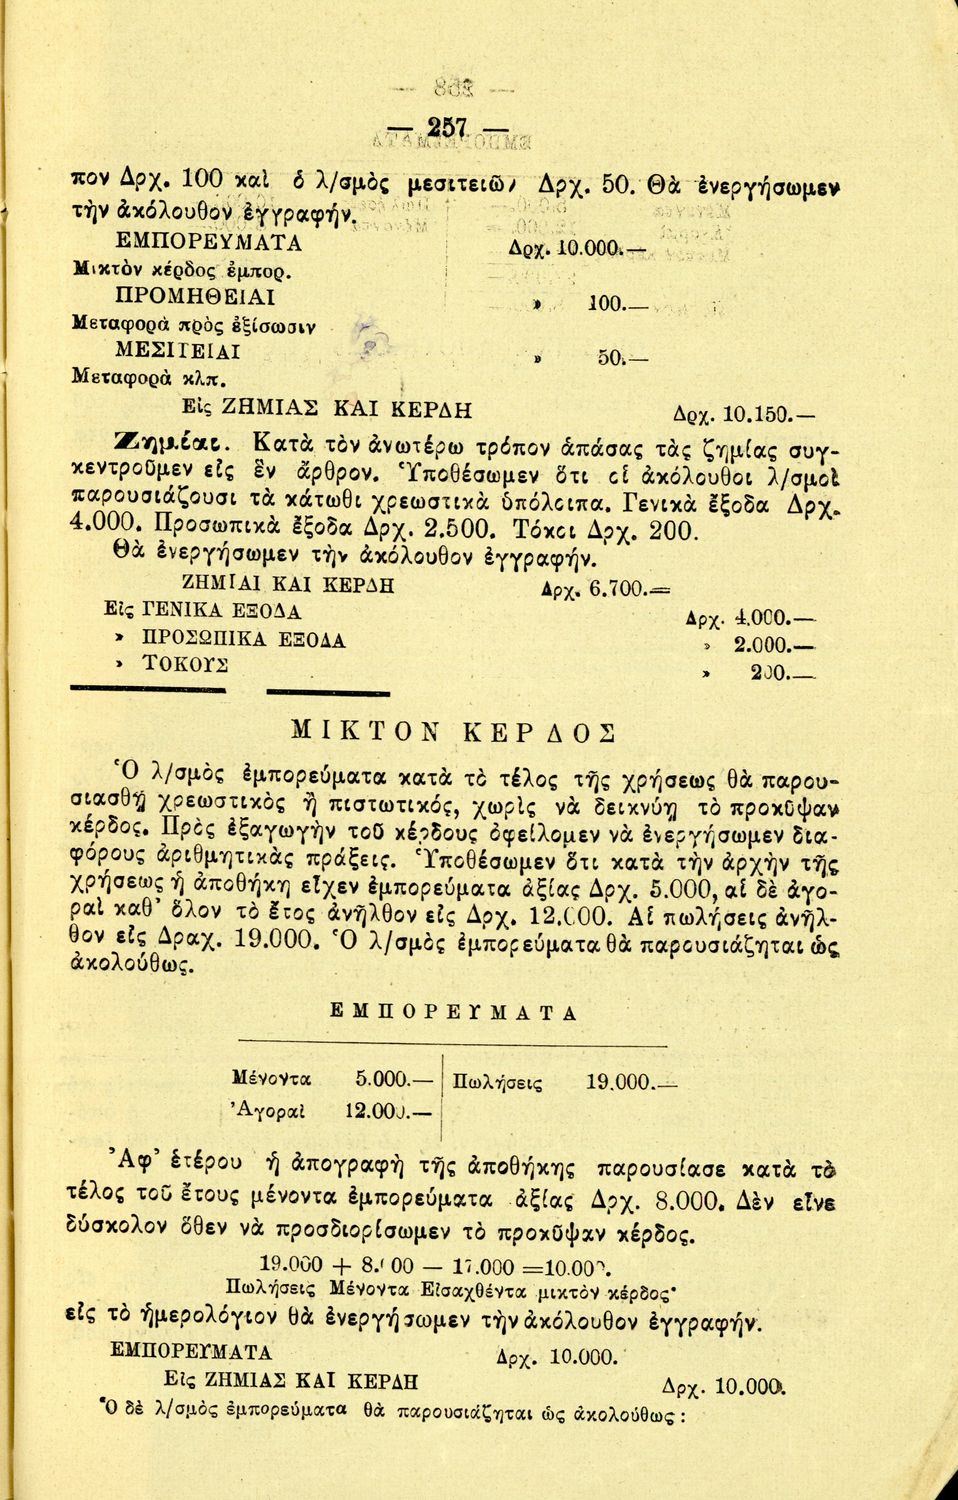 — 257 —
πον Δρχ. 100 καὶ ὁ λ/σμὸς μεσιτειῶν Δρχ. 50. Θὰ ἐνεργήσωμεν
τὴν ἀκόλουθον ἐγγραφήν.
ΕΜΠΟΡΕΥΜΑΤΑ Δρχ. 10.000.—
Μικτὸν κέρδος ἐμπορ.
ΠΡΟΜΗΘΕΙΑΙ » 100.—
Μεταφορὰ πρὸς ἐξίσωσιν
ΜΕΣΙΤΕΙΑΙ » 50.—
Μεταφορὰ κλπ.
Εἰς ΖΗΜΙΑΣ ΚΑΙ ΚΕΡΔΗ Δρχ. 10.150.—
Ζημίαι. Κατὰ τὸν ἀνωτέρω τρόπον ἁπάσας τὰς ζημίας συγ-
κεντροῦμεν εἰς ἓν ἄρθρον. Ὑποθέσωμεν ὅτι οἱ ἀκόλουθοι λ/σμοὶ
παρουσιάζουσι τὰ κάτωθι χρεωστικὰ ὑπόλοιπα. Γενικὰ ἔξοδα Δρχ.
4.000. Προσωπικὰ ἔξοδα Δρχ. 2.500. Τόκοι Δρχ. 200.
Θὰ ἐνεργήσωμεν τὴν ἀκόλουθον ἐγγραφήν.
ΖΗΜΙΑΙ ΚΑΙ ΚΕΡΔΗ Δρχ. 6.700.=
Εἰς ΓΕΝΙΚΑ ΕΞΟΔΑ Δρχ. 4.000.—
» ΠΡΟΣΩΠΙΚΑ ΕΞΟΔΑ » 2.000.—
» ΤΟΚΟΥΣ » 200.—
ΜΙΚΤΟΝ ΚΕΡΔΟΣ
Ὁ λ/σμὸς ἐμπορεύματα κατὰ τὸ τέλος τῆς χρήσεως θὰ παρου-
σιασθῇ χρεωστικὸς ἢ πιστωτικός, χωρὶς νὰ δεικνύῃ τὸ προκῦψαν
κέρδος. Πρὸς ἐξαγωγὴν τοῦ κέρδους ὀφείλομεν νὰ ἐνεργήσωμεν δια-
φόρους ἀριθμητικὰς πράξεις. Ὑποθέσωμεν ὅτι κατὰ τὴν ἀρχὴν τῆς
χρήσεως ἡ ἀποθήκη εἶχεν ἐμπορεύματα ἀξίας Δρχ. 5.000, αἱ δὲ ἀγο-
ραὶ καθ' ὅλον τὸ ἔτος ἀνῆλθον εἰς Δρχ. 12.000. Αἱ πωλήσεις ἀνῆλ-
θον εἰς Δραχ. 19.000. Ὁ λ/σμὸς ἐμπορεύματα θὰ παρουσιάζηται ὡς
ἀκολούθως.
ΕΜΠΟΡΕΥΜΑΤΑ
Μένοντα 5.000.— Πωλήσεις 19.000.—
Ἀγοραὶ 12.000.—
Ἀφ' ἑτέρου ἡ ἀπογραφὴ τῆς ἀποθήκης παρουσίασε κατὰ τὸ
τέλος τοῦ ἔτους μένοντα ἐμπορεύματα ἀξίας Δρχ. 8.000. Δὲν εἶνε
δύσκολον ὅθεν νὰ προσδιορίσωμεν τὸ προκῦψαν κέρδος.
19.000 + 8.000 — 17.000 =10.000.
Πωλήσεις Μένοντα Εἰσαχθέντα μικτὸν κέρδος·
εἰς τὸ ἡμερολόγιον θὰ ἐνεργήσωμεν τὴν ἀκόλουθον ἐγγραφήν.
ΕΜΠΟΡΕΥΜΑΤΑ Δρχ. 10.000.
Εἰς ΖΗΜΙΑΣ ΚΑΙ ΚΕΡΔΗ Δρχ. 10.000.
Ὁ δὲ λ/σμὸς ἐμπορεύματα θὰ παρουσιάζηται ὡς ἀκολούθως :